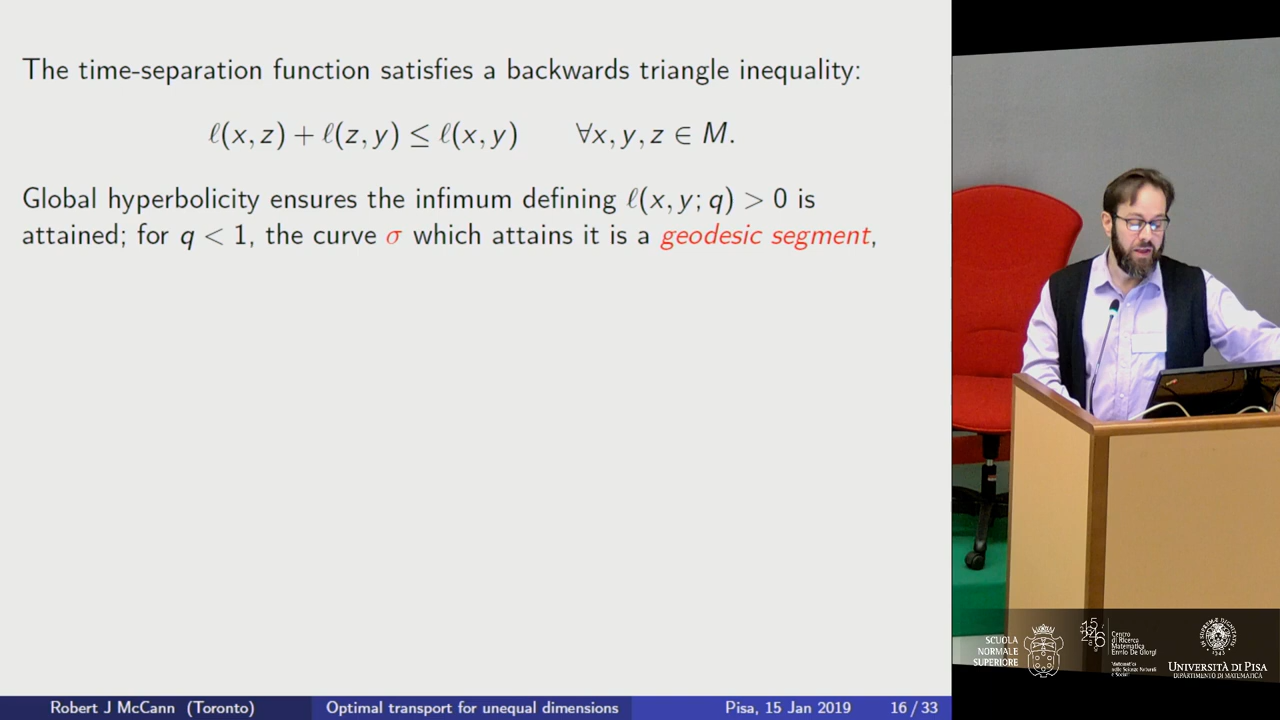 The time-separation function satisfies a backwards triangle inequality:
ℓ(x, z) + ℓ(z, y) ≤ ℓ(x, y) ∀x, y, z ∈ M.
Global hyperbolicity ensures the infimum defining ℓ(x, y; q) > 0 is
attained; for q < 1, the curve σ which attains it is a geodesic segment,
Robert J McCann (Toronto) Optimal transport for unequal dimensions Pisa, 15 Jan 2019 16 / 33
SCUOLA
NORMALE
SUPERIORE
Centro
di Ricerca
Matematica
Ennio De Giorgi
UNIVERSITÀ DI PISA
DIPARTIMENTO DI MATEMATICA